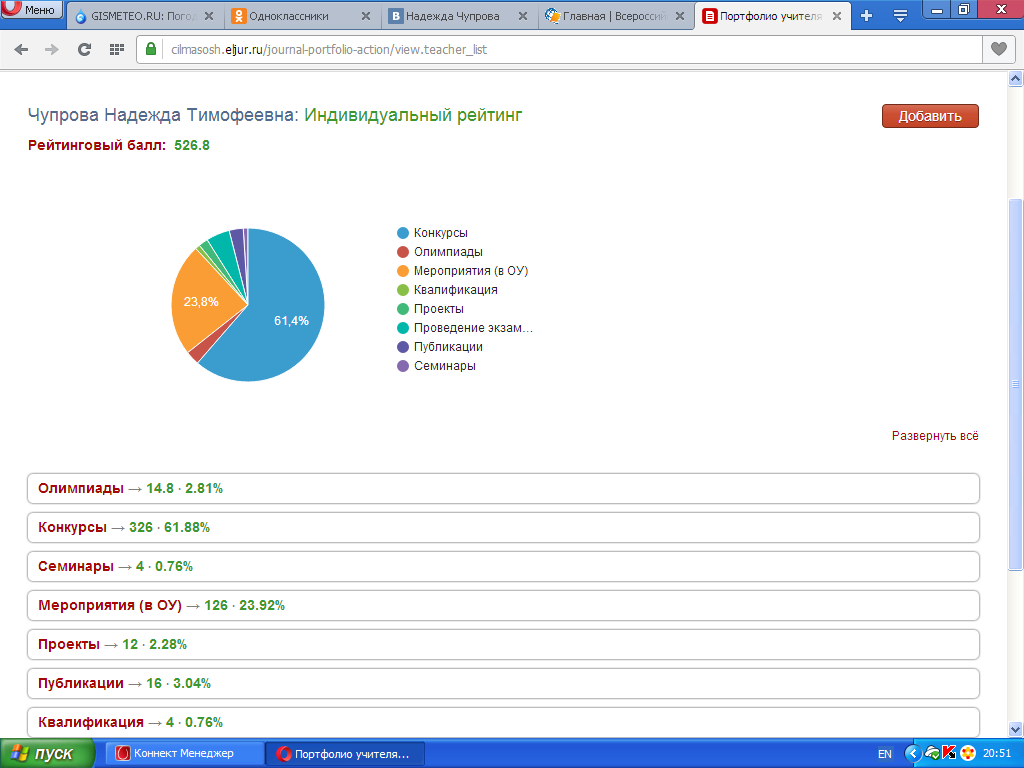 Меню
GISMETEO.RU: Пого
Одноклассники
Надежда Чупрова
Главная | Всеросси
Портфолио учителя
cilmasosh.eljur.ru/journal-portfolio-action/view.teacher_list
Чупрова Надежда Тимофеевна: Индивидуальный рейтинг
Добавить
Рейтинговый балл: 526.8
23,8%
61,4%
Конкурсы
Олимпиады
Мероприятия (в ОУ)
Квалификация
Проекты
Проведение экзам...
Публикации
Семинары
Развернуть всё
Олимпиады → 14.8 · 2.81%
Конкурсы → 326 · 61.88%
Семинары → 4 · 0.76%
Мероприятия (в ОУ) → 126 · 23.92%
Проекты → 12 · 2.28%
Публикации → 16 · 3.04%
Квалификация → 4 · 0.76%
пуск
Коннект Менеджер
Портфолио учителя...
EN
20:51